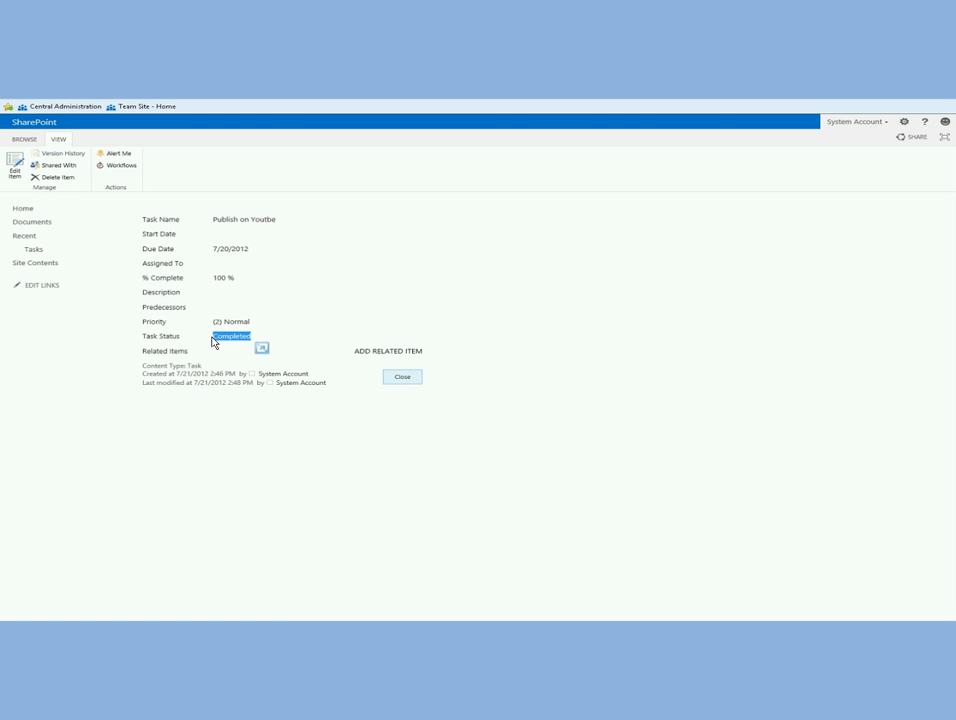 Central Administration Team Site - Home
SharePoint System Account
BROWSE VIEW SHARE
Edit Item
Version History
Shared With
Delete Item
Manage
Alert Me
Workflows
Actions
Home
Documents
Recent
Tasks
Site Contents
EDIT LINKS
Task Name Publish on Youtbe
Start Date
Due Date 7/20/2012
Assigned To
% Complete 100 %
Description
Predecessors
Priority (2) Normal
Task Status Completed
Related Items ADD RELATED ITEM
Content Type: Task
Created at 7/21/2012 2:46 PM by System Account
Last modified at 7/21/2012 2:48 PM by System Account
Close